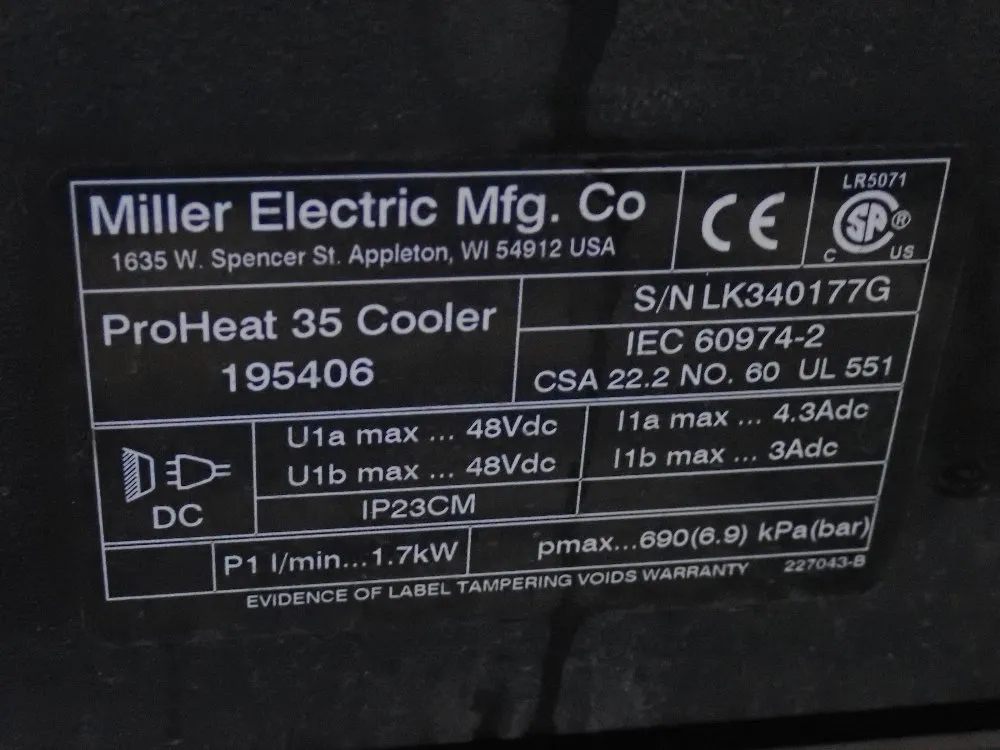 Miller Electric Mfg. Co
1635 W. Spencer St. Appleton, WI 54912 USA
CE
LR5071
SA ®
C US
ProHeat 35 Cooler
195406
S/N LK340177G
IEC 60974-2
CSA 22.2 NO. 60 UL 551
DC
U1a max ... 48Vdc
U1b max ... 48Vdc
I1a max ... 4.3Adc
I1b max ... 3Adc
IP23CM
P1 l/min...1.7kW
pmax...690(6.9) kPa(bar)
EVIDENCE OF LABEL TAMPERING VOIDS WARRANTY
227043-B